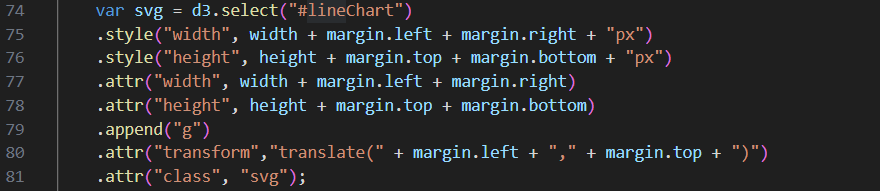 74 var svg = d3.select("#lineChart")
75 .style("width", width + margin.left + margin.right + "px")
76 .style("height", height + margin.top + margin.bottom + "px")
77 .attr("width", width + margin.left + margin.right)
78 .attr("height", height + margin.top + margin.bottom)
79 .append("g")
80 .attr("transform","translate(" + margin.left + "," + margin.top + ")")
81 .attr("class", "svg");